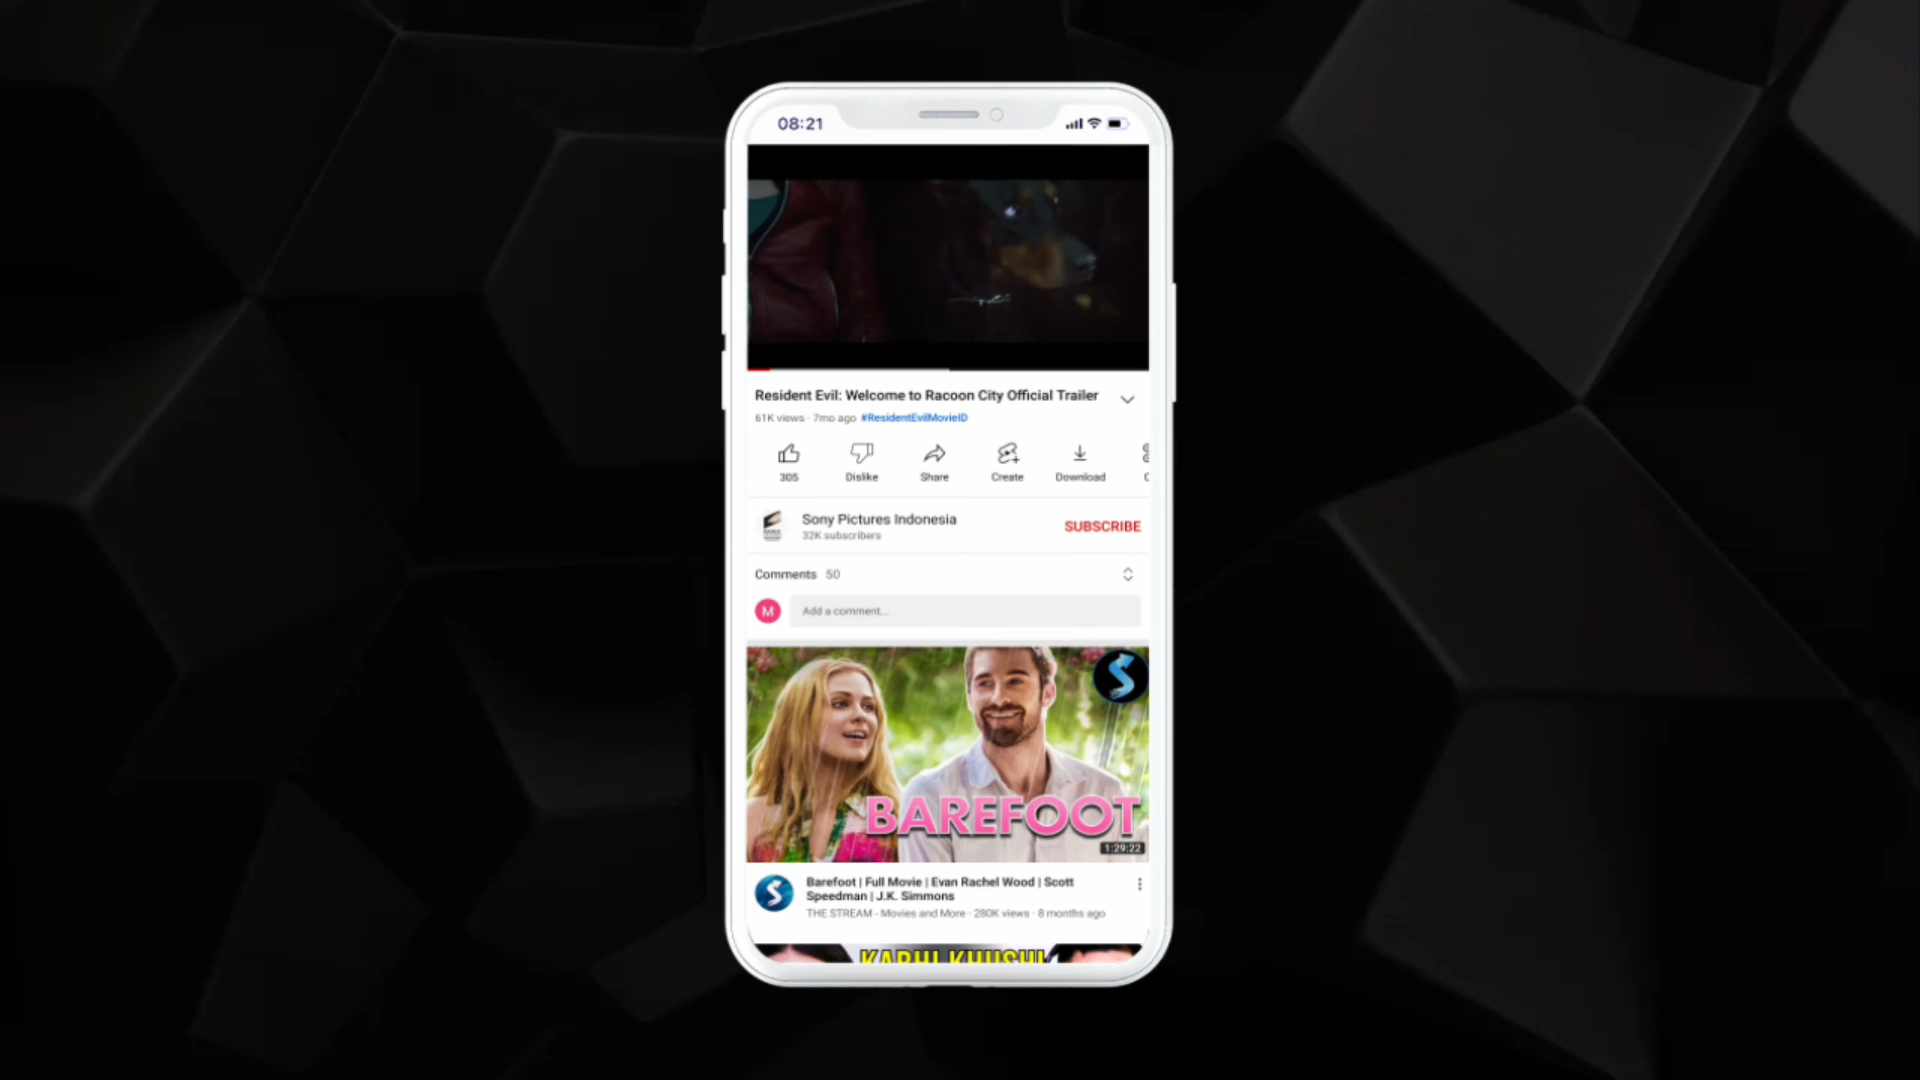 08:21
Resident Evil: Welcome to Racoon City Official Trailer
61K views · 7mo ago #ResidentEvilMovieID
305
Dislike
Share
Create
Download
Sony Pictures Indonesia
32K subscribers
SUBSCRIBE
Comments 50
M
Add a comment...
S
BAREFOOT
1:29:22
S
Barefoot | Full Movie | Evan Rachel Wood | Scott
Speedman | J.K. Simmons
THE STREAM - Movies and More · 280K views · 8 months ago
KABHI KHUSHI